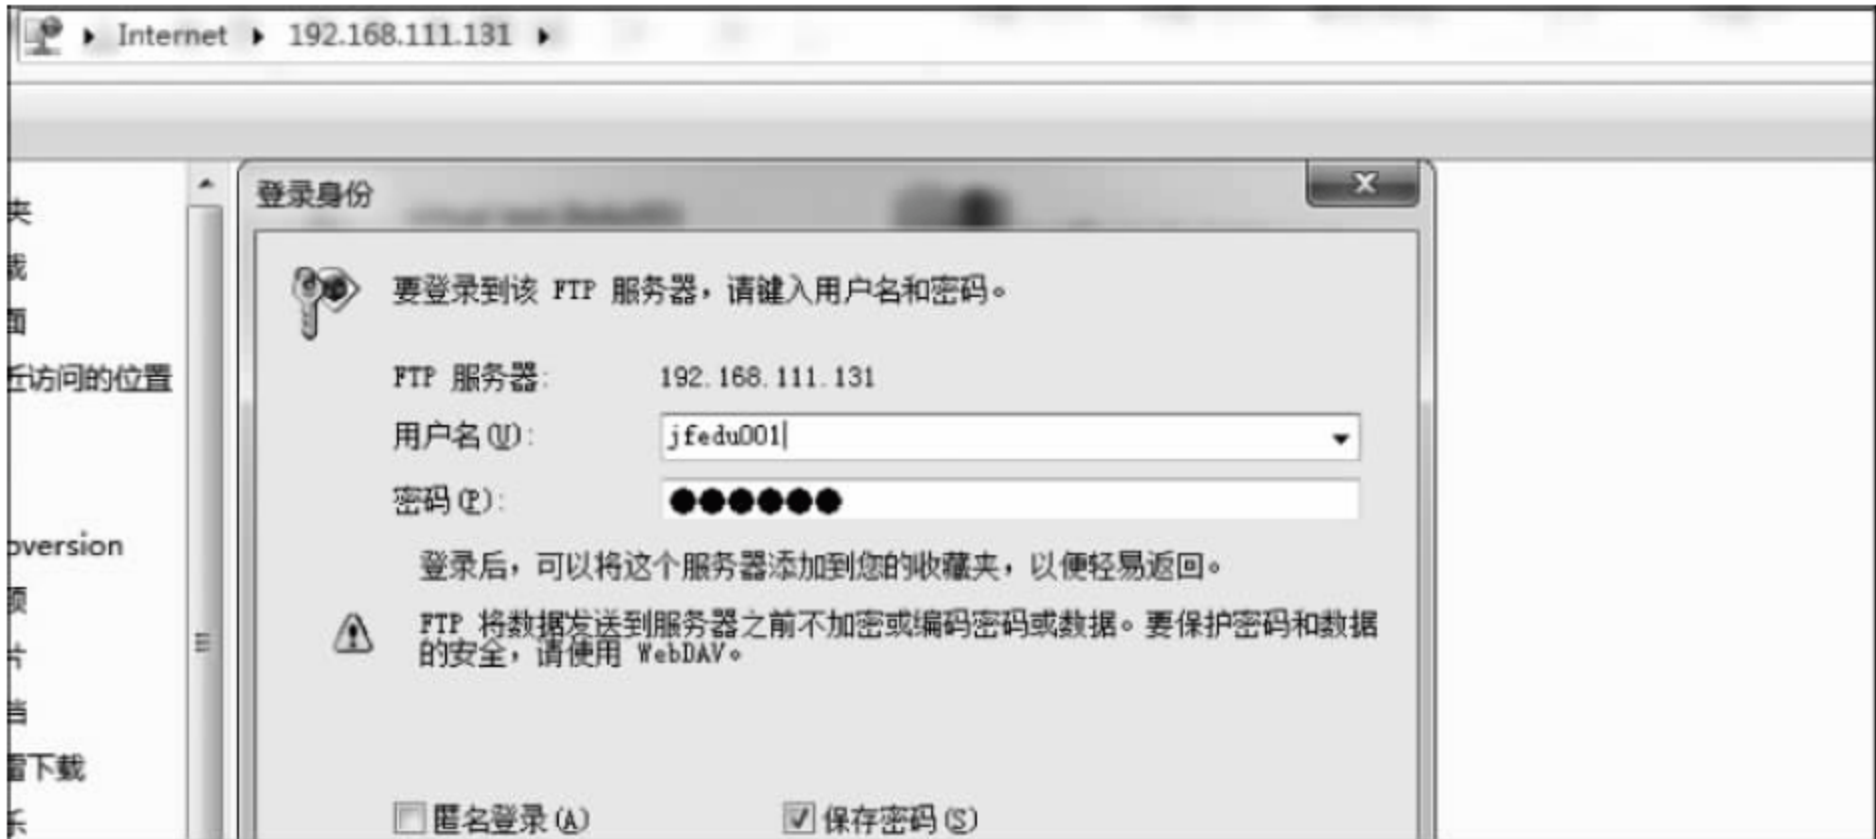 Internet ▸ 192.168.111.131
登录身份
要登录到该 FTP 服务器，请键入用户名和密码。
FTP 服务器:
192.168.111.131
用户名(U):
jfedu001
密码(P):
●●●●●●
登录后，可以将这个服务器添加到您的收藏夹，以便轻易返回。
FTP 将数据发送到服务器之前不加密或编码密码或数据。要保护密码和数据
的安全，请使用 WebDAV。
匿名登录(A)
保存密码(S)
夹
面
访问的位置
version
片
下载